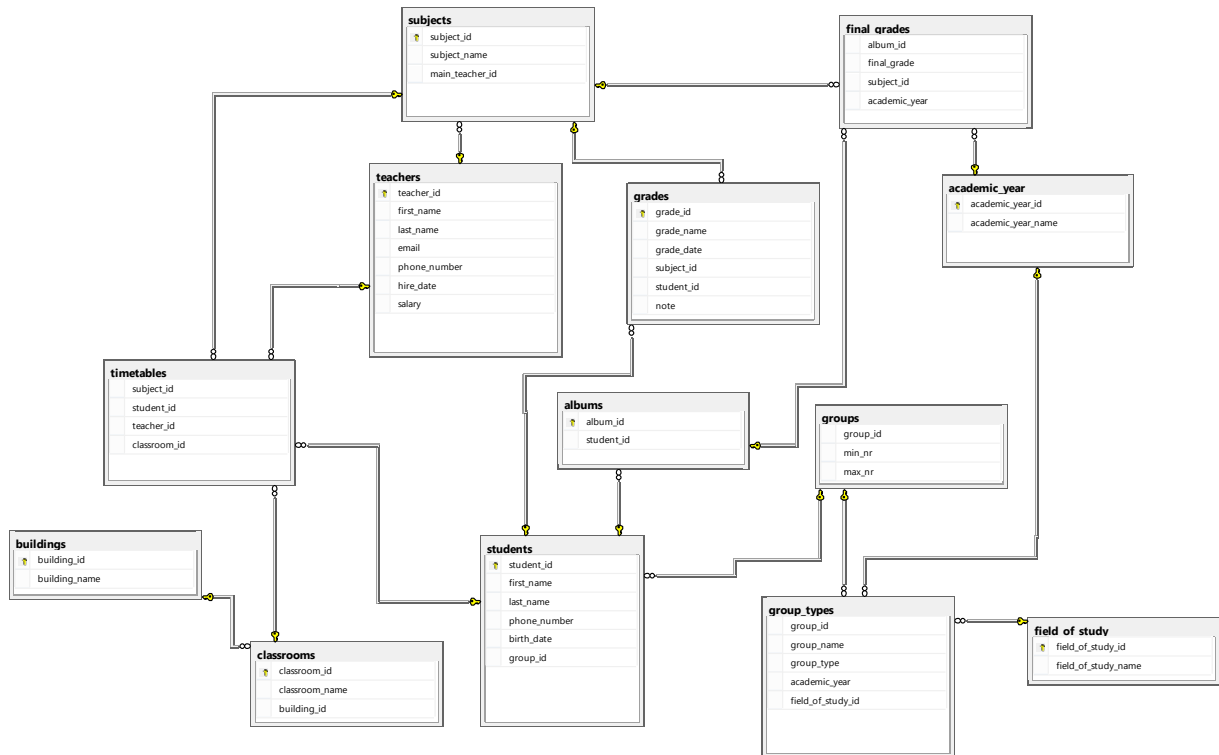 subjects
subject_id
subject_name
main_teacher_id
final_grades
album_id
final_grade
subject_id
academic_year
teachers
teacher_id
first_name
last_name
email
phone_number
hire_date
salary
grades
grade_id
grade_name
grade_date
subject_id
student_id
note
academic_year
academic_year_id
academic_year_name
timetables
subject_id
student_id
teacher_id
classroom_id
albums
album_id
student_id
groups
group_id
min_nr
max_nr
buildings
building_id
building_name
students
student_id
first_name
last_name
phone_number
birth_date
group_id
group_types
group_id
group_name
group_type
academic_year
field_of_study_id
field_of_study
field_of_study_id
field_of_study_name
classrooms
classroom_id
classroom_name
building_id